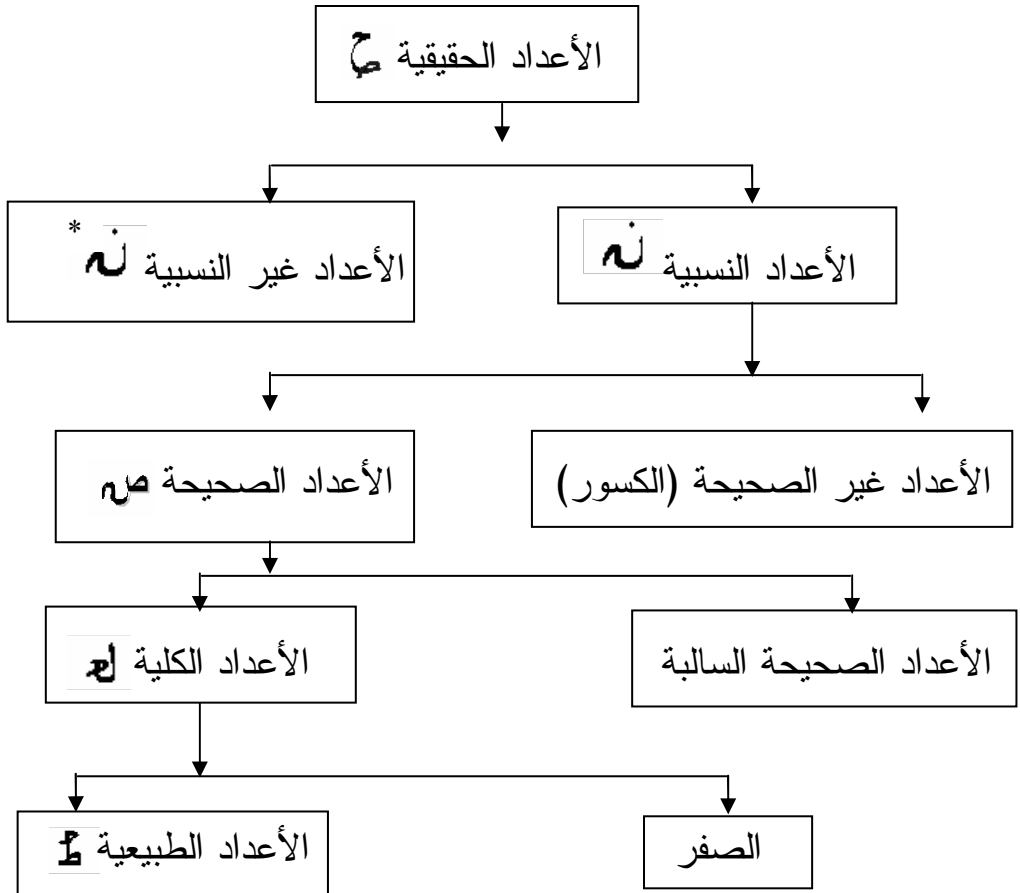 الأعداد الحقيقية ح
الأعداد النسبية ن
الأعداد غير النسبية ن*
الأعداد غير الصحيحة (الكسور)
الأعداد الصحيحة ص
الأعداد الصحيحة السالبة
الأعداد الكلية
الصفر
الأعداد الطبيعية ط